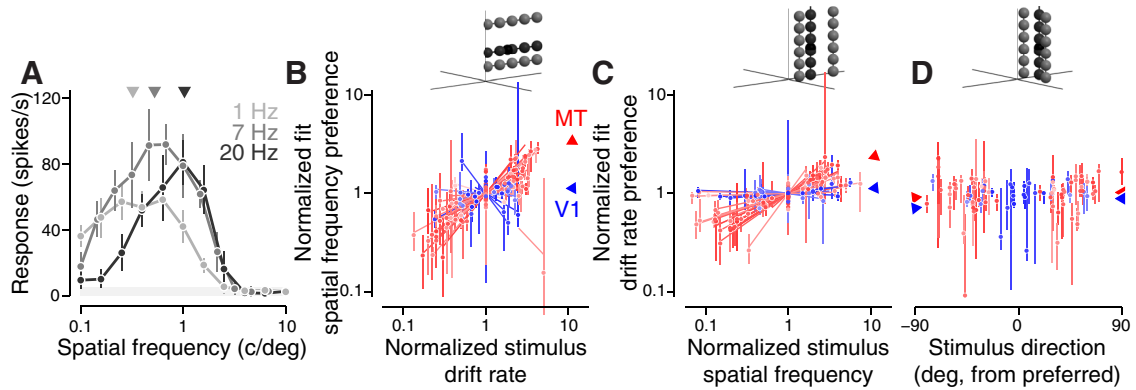 A
Response (spikes/s)
120
80
40
0
1 Hz
7 Hz
20 Hz
0.1
1
10
Spatial frequency (c/deg)
B
Normalized fit
spatial frequency preference
10
1
0.1
MT
V1
0.1
1
10
Normalized stimulus
drift rate
C
Normalized fit
drift rate preference
10
1
0.1
0.1
1
10
Normalized stimulus
spatial frequency
D
−90
0
90
Stimulus direction
(deg, from preferred)